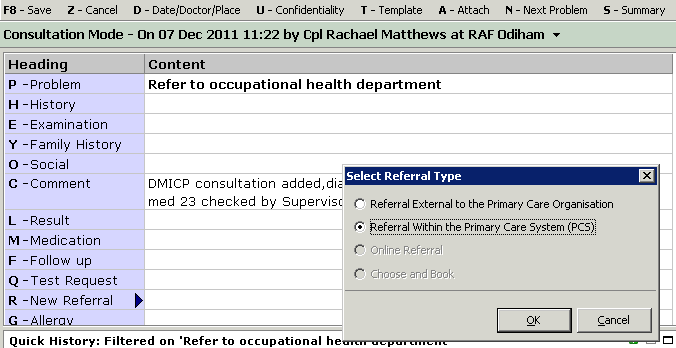 F8 - Save Z - Cancel D - Date/Doctor/Place U - Confidentiality T - Template A - Attach N - Next Problem S - Summary
Consultation Mode - On 07 Dec 2011 11:22 by Cpl Rachael Matthews at RAF Odiham
Heading Content
P - Problem Refer to occupational health department
H - History
E - Examination
Y - Family History
O - Social
C - Comment DMICP consultation added,
med 23 checked by
L - Result
M - Medication
F - Follow up
Q - Test Request
R - New Referral
G - Allergy
Select Referral Type
Referral External to the Primary Care Organisation
Referral Within the Primary Care System (PCS)
Online Referral
Choose and Book
OK Cancel
Quick History: Filtered on 'Refer to occupational health department